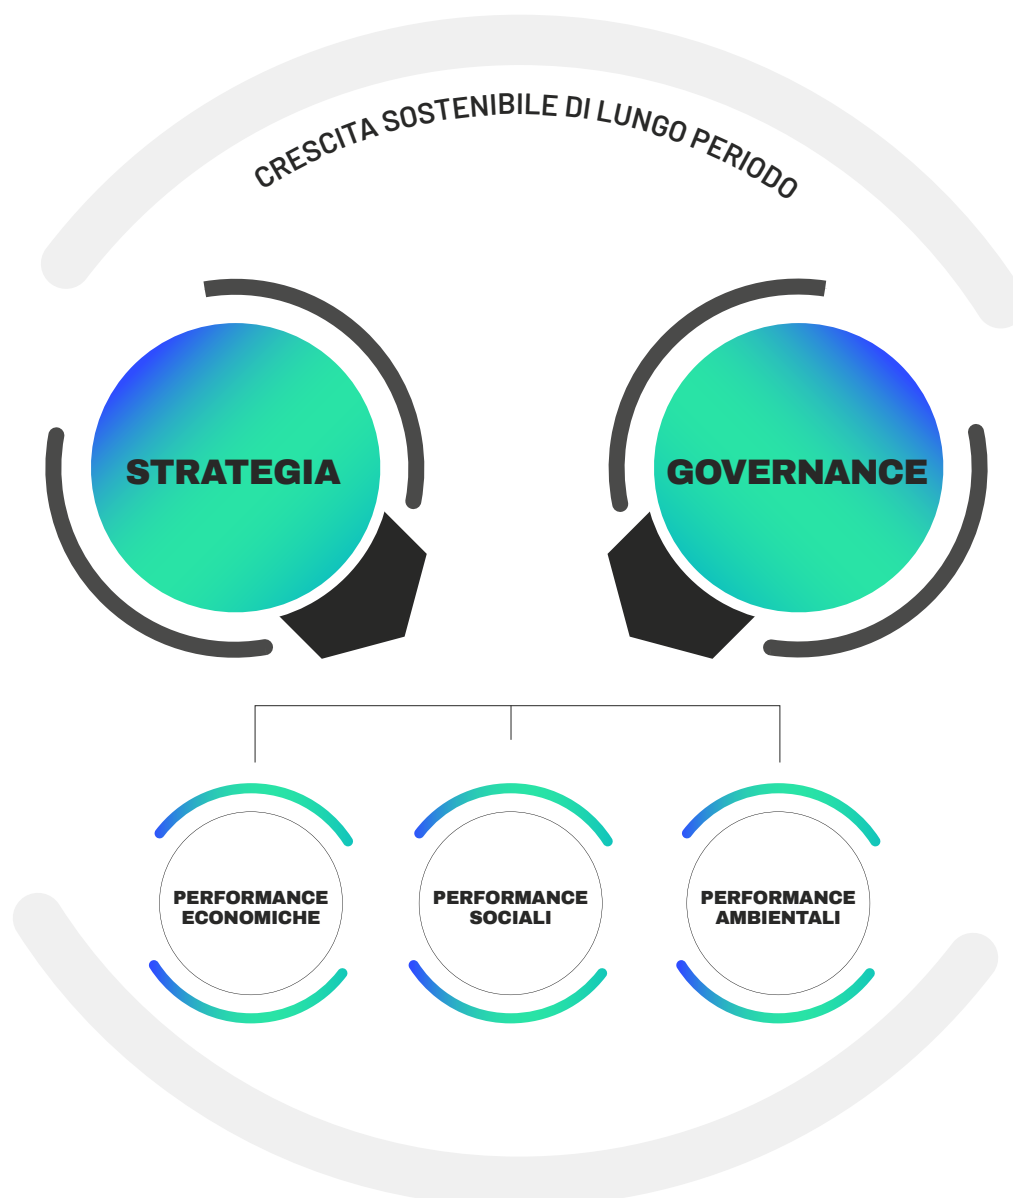 CRESCITA SOSTENIBILE DI LUNGO PERIODO
STRATEGIA
GOVERNANCE
PERFORMANCE
ECONOMICHE
PERFORMANCE
SOCIALI
PERFORMANCE
AMBIENTALI